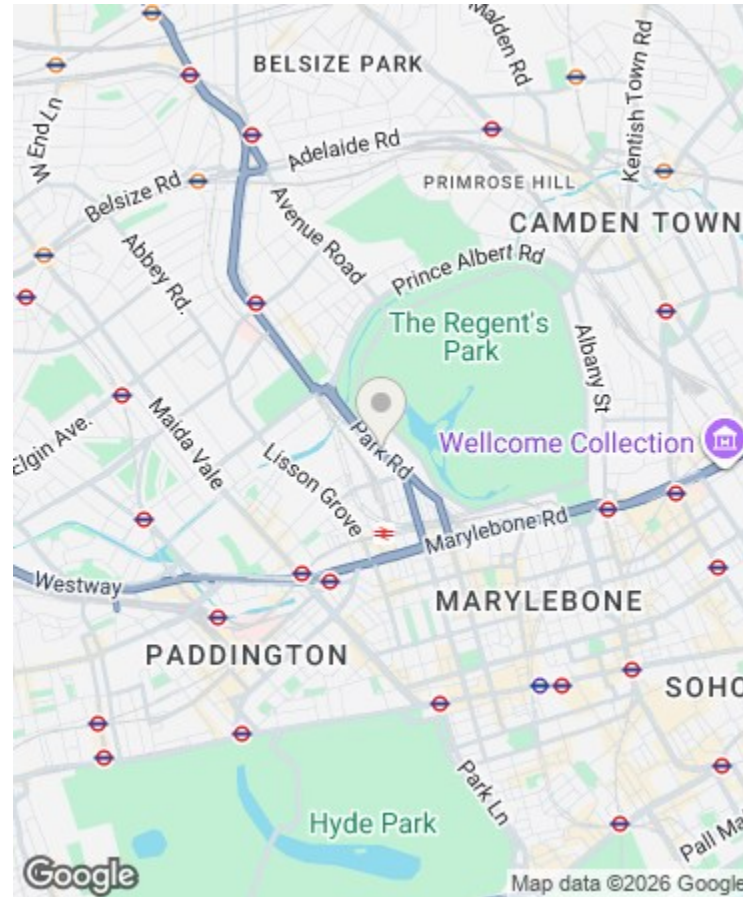 Malden Rd
BELSIZE PARK
Kentish Town Rd
W End Ln
Adelaide Rd
Belsize Rd
PRIMROSE HILL
Avenue Road
CAMDEN TOWN
Abbey Rd.
Prince Albert Rd
The Regent's
Park
Albany St
Maida Vale
Elgin Ave.
Park Rd
Wellcome Collection
Lisson Grove
Marylebone Rd
Westway
MARYLEBONE
PADDINGTON
SOHO
Park Ln
Hyde Park
Pall Ma
Google
Map data ©2026 Google